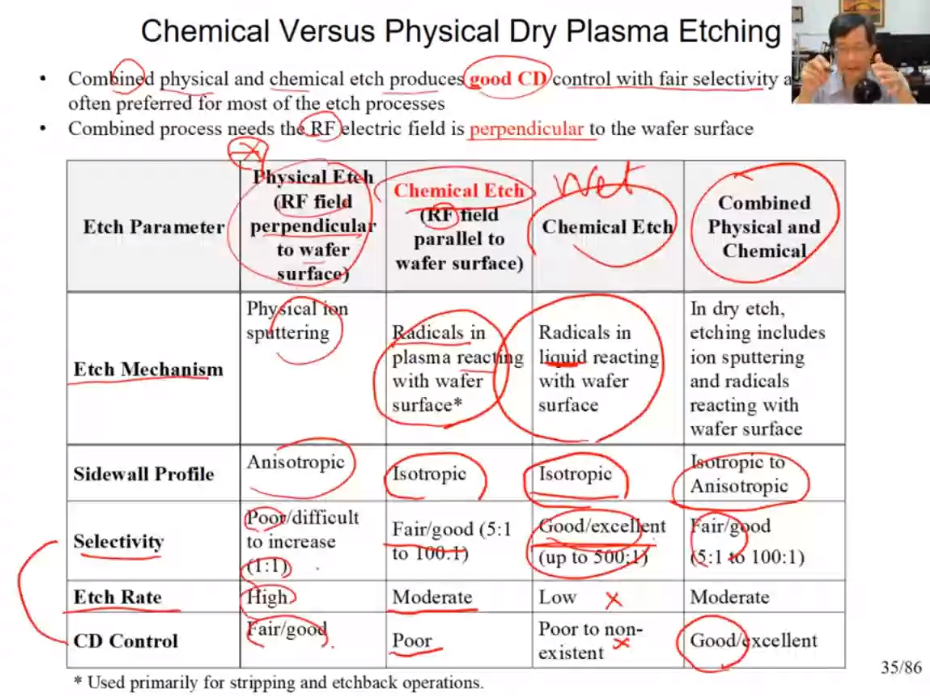 Chemical Versus Physical Dry Plasma Etching
• Combined physical and chemical etch produces good CD control with fair selectivity
often preferred for most of the etch processes
• Combined process needs the RF electric field is perpendicular to the wafer surface
Wet
Etch Parameter
Physical Etch
(RF field
perpendicular
to wafer
surface)
Chemical Etch
(RF field
parallel to
wafer surface)
Chemical Etch
Combined
Physical and
Chemical
Etch Mechanism
Physical ion
sputtering
Radicals in
plasma reacting
with wafer
surface*
Radicals in
liquid reacting
with wafer
surface
In dry etch,
etching includes
ion sputtering
and radicals
reacting with
wafer surface
Sidewall Profile
Anisotropic
Isotropic
Isotropic
Isotropic to
Anisotropic
Selectivity
Poor/difficult
to increase
(1:1)
Fair/good (5:1
to 100:1)
Good/excellent
(up to 500:1)
Fair/good
(5:1 to 100:1)
Etch Rate
High
Moderate
Low
Moderate
CD Control
Fair/good
Poor
Poor to non-
existent
Good/excellent
* Used primarily for stripping and etchback operations.
35/86